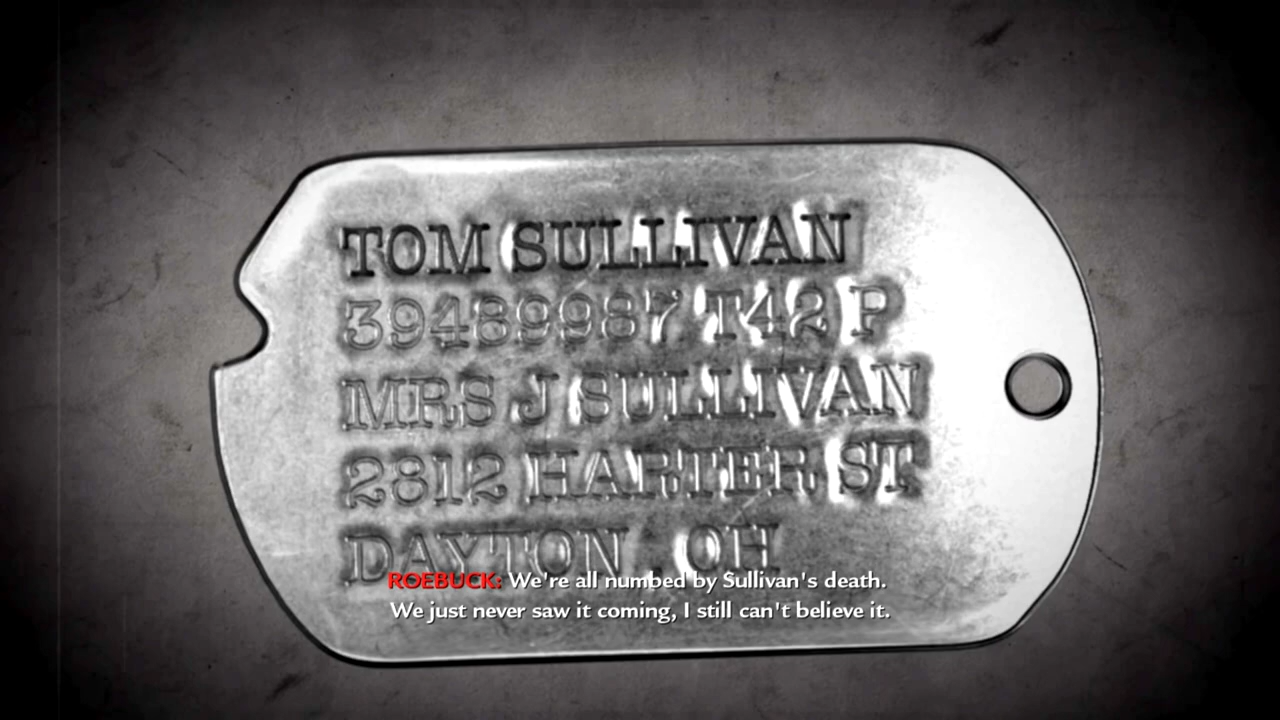 TOM SULLIVAN
39489987 T42 P
MRS J SULLIVAN
2812 HARTER ST
DAYTON . OH
ROEBUCK: We're all numbed by Sullivan's death.
We just never saw it coming, I still can't believe it.